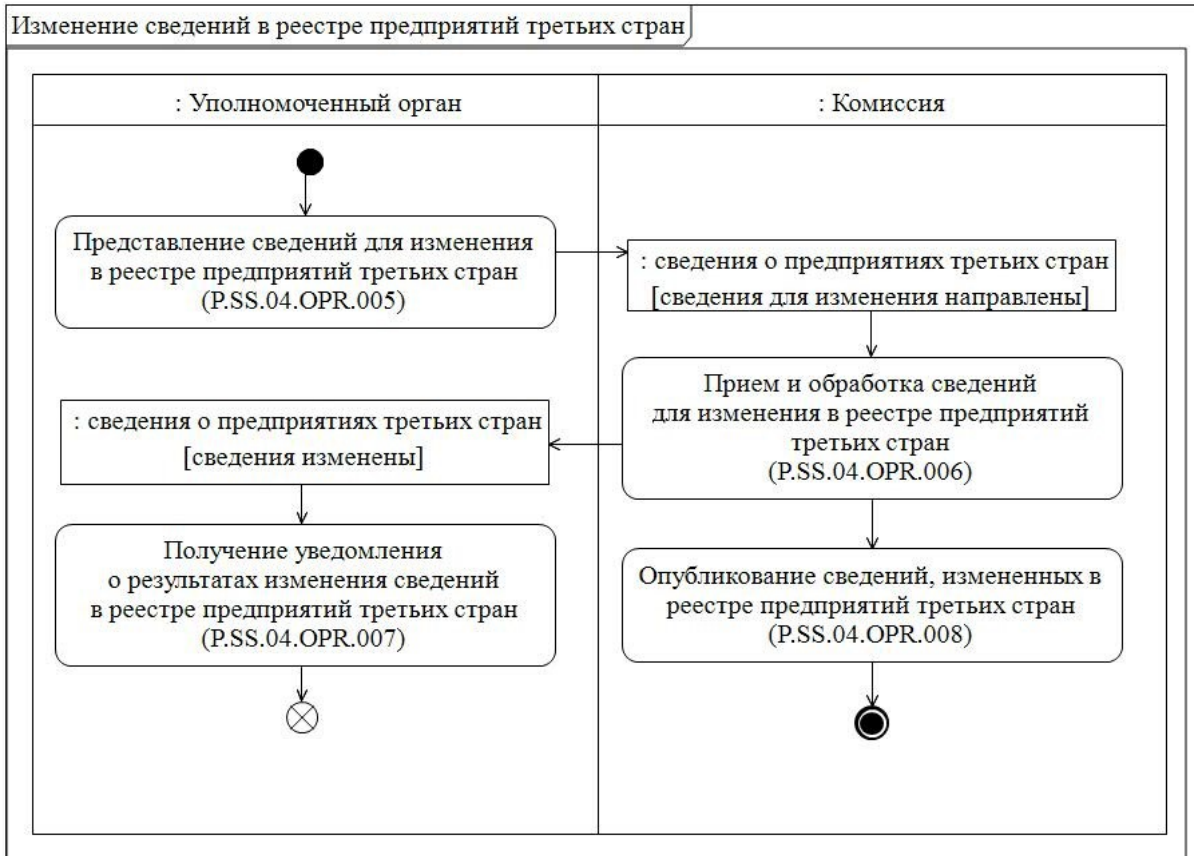 Изменение сведений в реестре предприятий третьих стран
: Уполномоченный орган
: Комиссия
Представление сведений для изменения
в реестре предприятий третьих стран
(P.SS.04.OPR.005)
: сведения о предприятиях третьих стран
[сведения для изменения направлены]
Прием и обработка сведений
для изменения в реестре предприятий
третьих стран
(P.SS.04.OPR.006)
: сведения о предприятиях третьих стран
[сведения изменены]
Получение уведомления
о результатах изменения сведений
в реестре предприятий третьих стран
(P.SS.04.OPR.007)
Опубликование сведений, измененных в
реестре предприятий третьих стран
(P.SS.04.OPR.008)